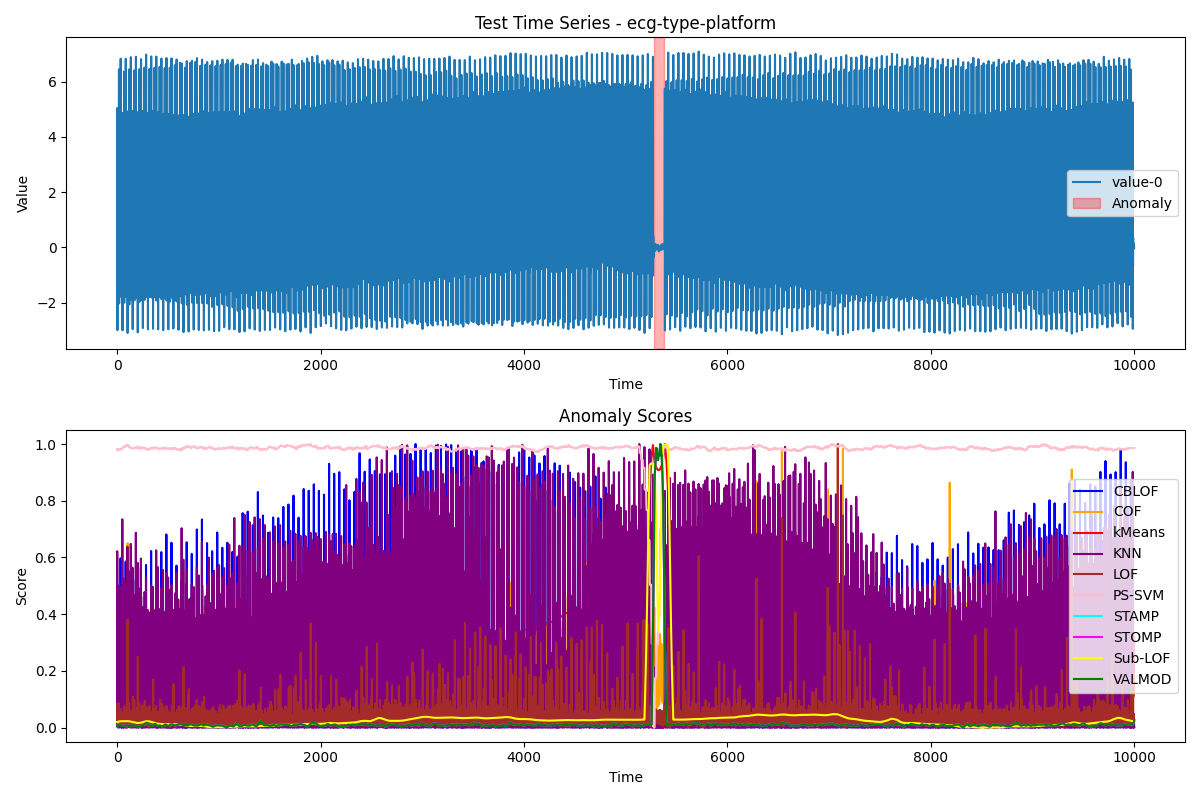 Test Time Series - ecg-type-platform
Value
6
4
2
0
−2
value-0
Anomaly
0
2000
4000
6000
8000
10000
Time
Anomaly Scores
Score
1.0
0.8
0.6
0.4
0.2
0.0
CBLOF
COF
kMeans
KNN
LOF
PS-SVM
STAMP
STOMP
Sub-LOF
VALMOD
0
2000
4000
6000
8000
10000
Time